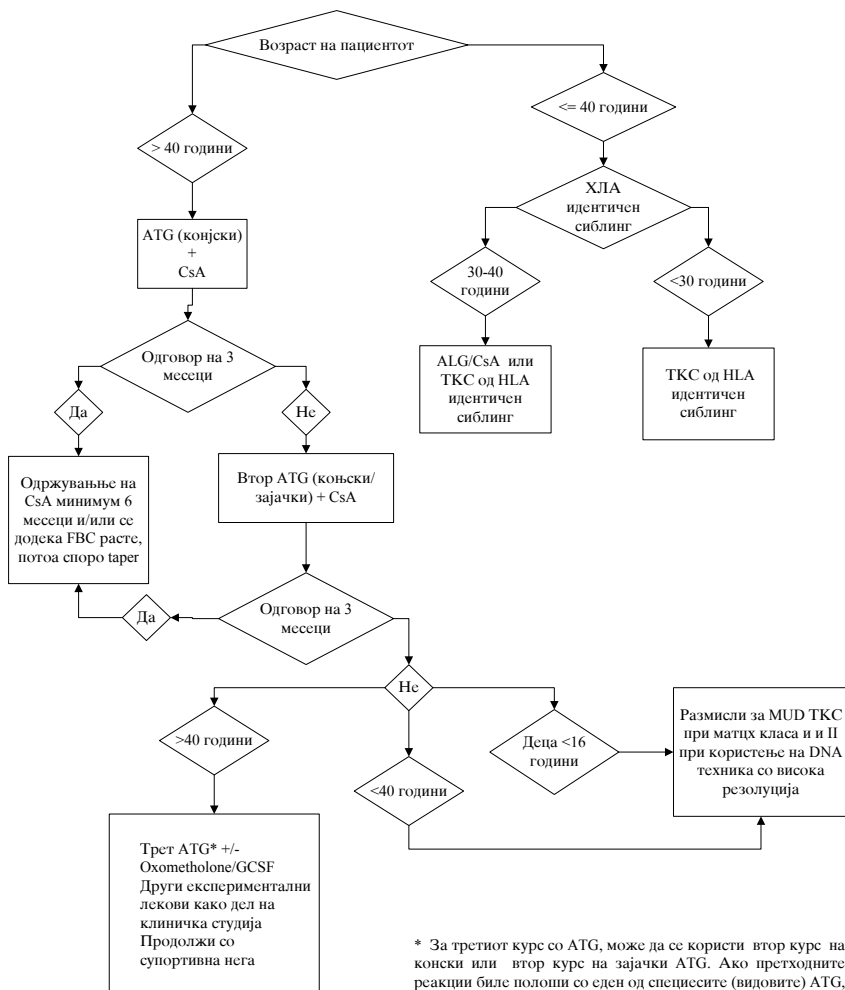 Возраст на пациентот
<= 40 години
> 40 години
ХЛА
идентичен
сиблинг
ATG (конјски)
+
CsA
30-40
години
<30 години
Одговор на 3
месеци
ALG/CsA или
ТКС од HLA
идентичен
сиблинг
ТКС од HLA
идентичен
сиблинг
Да
Не
Одржување на
CsA минимум 6
месеци и/или се
додека FBC расте,
потоа споро taper
Втор ATG (коњски/
зајачки) + CsA
Да
Одговор на 3
месеци
Не
>40 години
<40 години
Деца <16
години
Размисли за MUD ТКС
при матцх класа и и II
при користење на DNA
техника со висока
резолуција
Трет ATG* +/-
Oxometholone/GCSF
Други експериментални
лекови како дел на
клиничка студија
Продолжи со
супортивна нега
* За третиот курс со ATG, може да се користи втор курс на
конски или втор курс на зајачки ATG. Ако претходните
реакции биле полоши со еден од специесите (видовите) ATG,